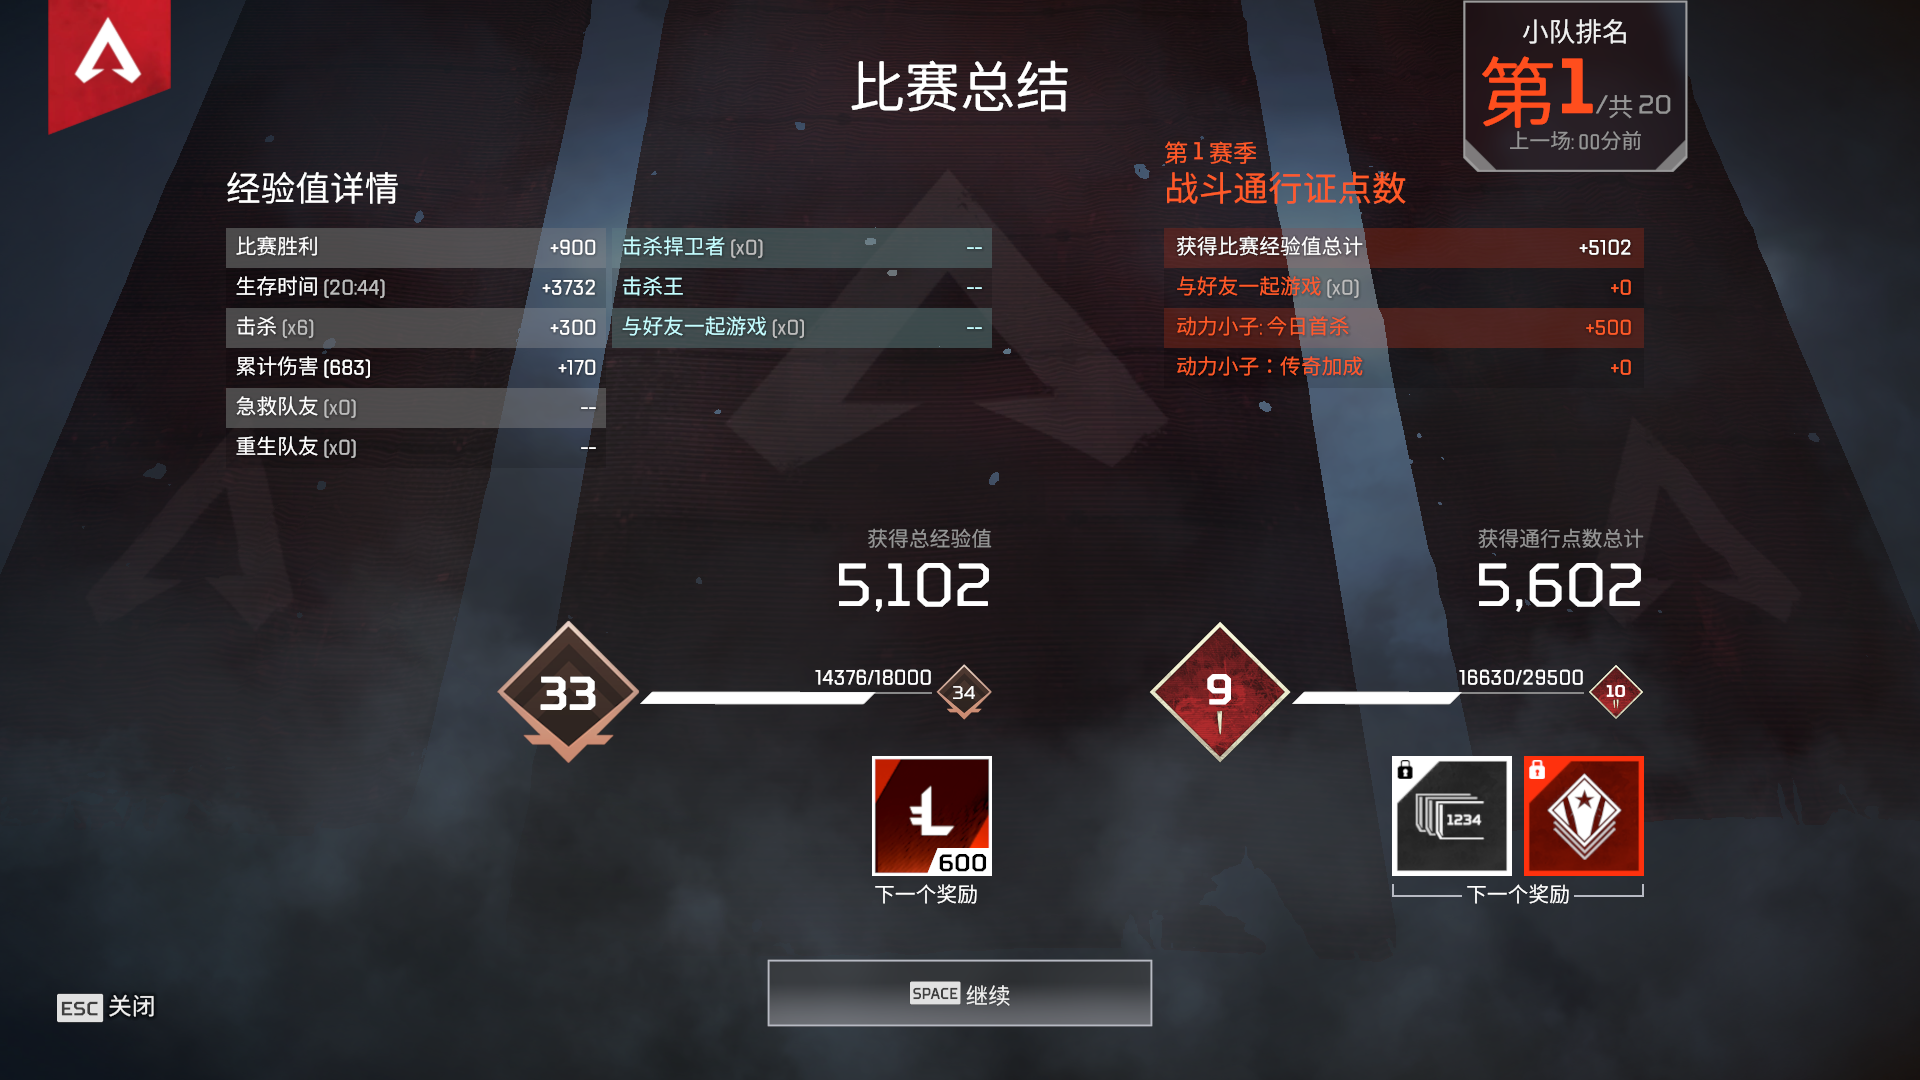 小队排名
第1/共 20
上一场: 00分前
比赛总结
经验值详情
比赛胜利 +900
生存时间 (20:44) +3732
击杀 (x6) +300
累计伤害 (683) +170
急救队友 (x0) --
重生队友 (x0) --
击杀捍卫者 (x0) --
击杀王 --
与好友一起游戏 (x0) --
第 1 赛季
战斗通行证点数
获得比赛经验值总计 +5102
与好友一起游戏 (x0) +0
动力小子: 今日首杀 +500
动力小子：传奇加成 +0
获得总经验值
5,102
33
14376/18000
34
600
下一个奖励
获得通行点数总计
5,602
9
16630/29500
10
1234
下一个奖励
ESC 关闭
SPACE 继续